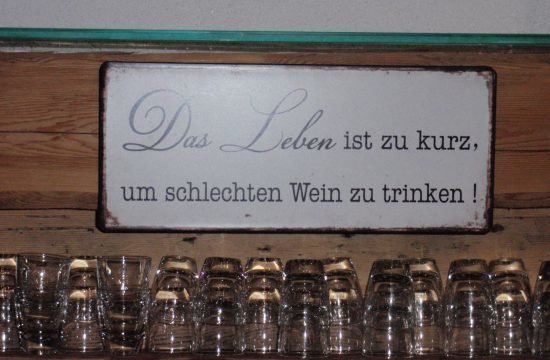 Das Leben ist zu kurz,
um schlechten Wein zu trinken !